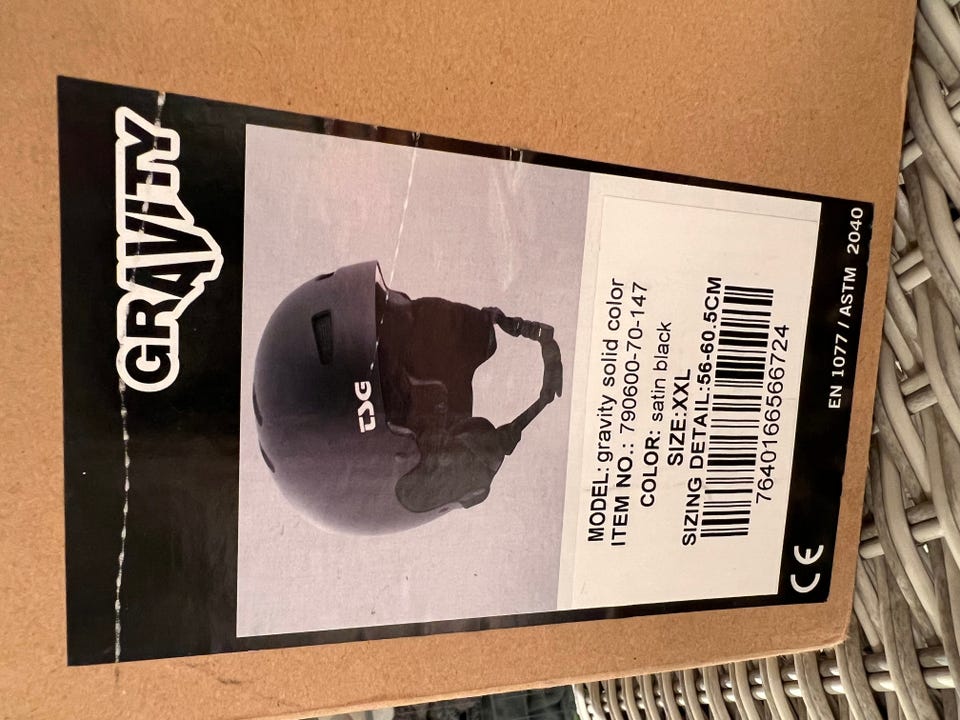 GRAVITY
TSG
MODEL: gravity solid color
ITEM NO.: 790600-70-147
COLOR: satin black
SIZE:XXL
SIZING DETAIL:56-60.5CM
7640166566724
CE
EN 1077 / ASTM 2040